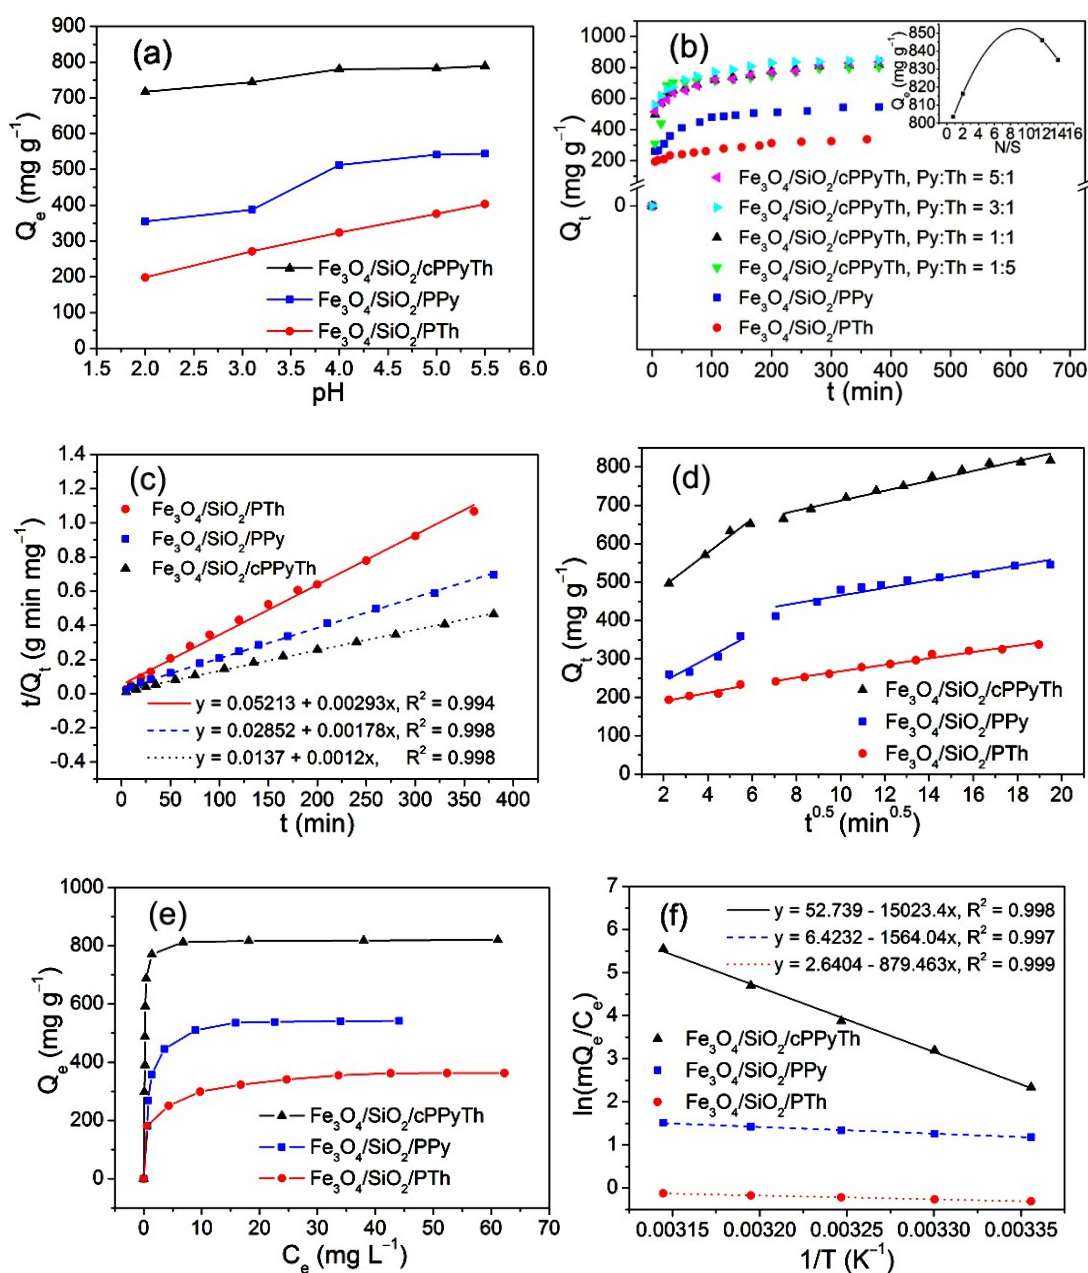 (a)
Qₑ (mg g⁻¹)
900
800
700
600
500
400
300
200
100
0
Fe₃O₄/SiO₂/cPPyTh
Fe₃O₄/SiO₂/PPy
Fe₃O₄/SiO₂/PTh
1.5 2.0 2.5 3.0 3.5 4.0 4.5 5.0 5.5 6.0
pH
(b)
Qₜ (mg g⁻¹)
1000
800
600
400
200
0
Qₑ (mg g⁻¹)
850
840
830
820
810
800
0 2 4 6 8 10 12 14 16
N/S
Fe₃O₄/SiO₂/cPPyTh, Py:Th = 5:1
Fe₃O₄/SiO₂/cPPyTh, Py:Th = 3:1
Fe₃O₄/SiO₂/cPPyTh, Py:Th = 1:1
Fe₃O₄/SiO₂/cPPyTh, Py:Th = 1:5
Fe₃O₄/SiO₂/PPy
Fe₃O₄/SiO₂/PTh
0 100 200 300 400 500 600 700
t (min)
(c)
t/Qₜ (g min mg⁻¹)
1.4
1.2
1.0
0.8
0.6
0.4
0.2
0.0
-0.2
-0.4
Fe₃O₄/SiO₂/PTh
Fe₃O₄/SiO₂/PPy
Fe₃O₄/SiO₂/cPPyTh
y = 0.05213 + 0.00293x, R² = 0.994
y = 0.02852 + 0.00178x, R² = 0.998
y = 0.0137 + 0.0012x, R² = 0.998
0 50 100 150 200 250 300 350 400
t (min)
(d)
Qₜ (mg g⁻¹)
800
700
600
500
400
300
200
100
0
Fe₃O₄/SiO₂/cPPyTh
Fe₃O₄/SiO₂/PPy
Fe₃O₄/SiO₂/PTh
2 4 6 8 10 12 14 16 18 20
t⁰·⁵ (min⁰·⁵)
(e)
Qₑ (mg g⁻¹)
1000
800
600
400
200
0
Fe₃O₄/SiO₂/cPPyTh
Fe₃O₄/SiO₂/PPy
Fe₃O₄/SiO₂/PTh
0 10 20 30 40 50 60 70
Cₑ (mg L⁻¹)
(f)
ln(mQₑ/Cₑ)
7
6
5
4
3
2
1
0
y = 52.739 - 15023.4x, R² = 0.998
y = 6.4232 - 1564.04x, R² = 0.997
y = 2.6404 - 879.463x, R² = 0.999
Fe₃O₄/SiO₂/cPPyTh
Fe₃O₄/SiO₂/PPy
Fe₃O₄/SiO₂/PTh
0.00315 0.00320 0.00325 0.00330 0.00335
1/T (K⁻¹)